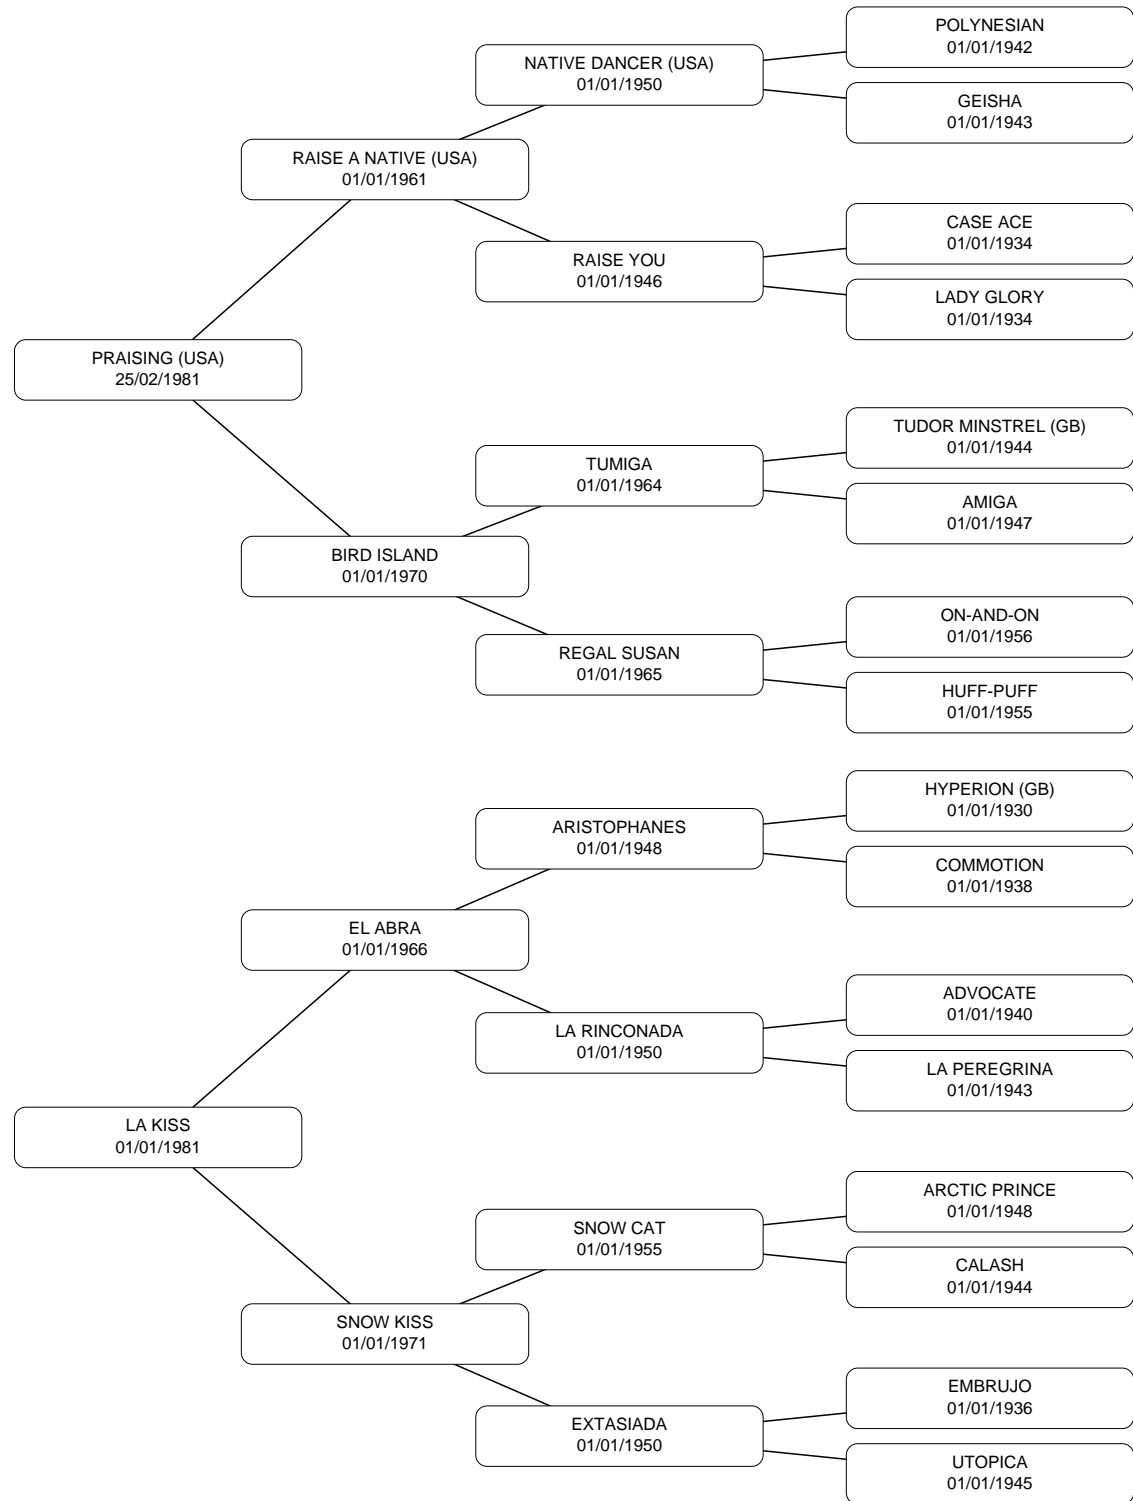 POLYNESIAN
01/01/1942
NATIVE DANCER (USA)
01/01/1950
GEISHA
01/01/1943
RAISE A NATIVE (USA)
01/01/1961
CASE ACE
01/01/1934
RAISE YOU
01/01/1946
LADY GLORY
01/01/1934
PRAISING (USA)
25/02/1981
TUDOR MINSTREL (GB)
01/01/1944
TUMIGA
01/01/1964
AMIGA
01/01/1947
BIRD ISLAND
01/01/1970
ON-AND-ON
01/01/1956
REGAL SUSAN
01/01/1965
HUFF-PUFF
01/01/1955
HYPERION (GB)
01/01/1930
ARISTOPHANES
01/01/1948
COMMOTION
01/01/1938
EL ABRA
01/01/1966
ADVOCATE
01/01/1940
LA RINCONADA
01/01/1950
LA PEREGRINA
01/01/1943
LA KISS
01/01/1981
ARCTIC PRINCE
01/01/1948
SNOW CAT
01/01/1955
CALASH
01/01/1944
SNOW KISS
01/01/1971
EMBRUJO
01/01/1936
EXTASIADA
01/01/1950
UTOPICA
01/01/1945